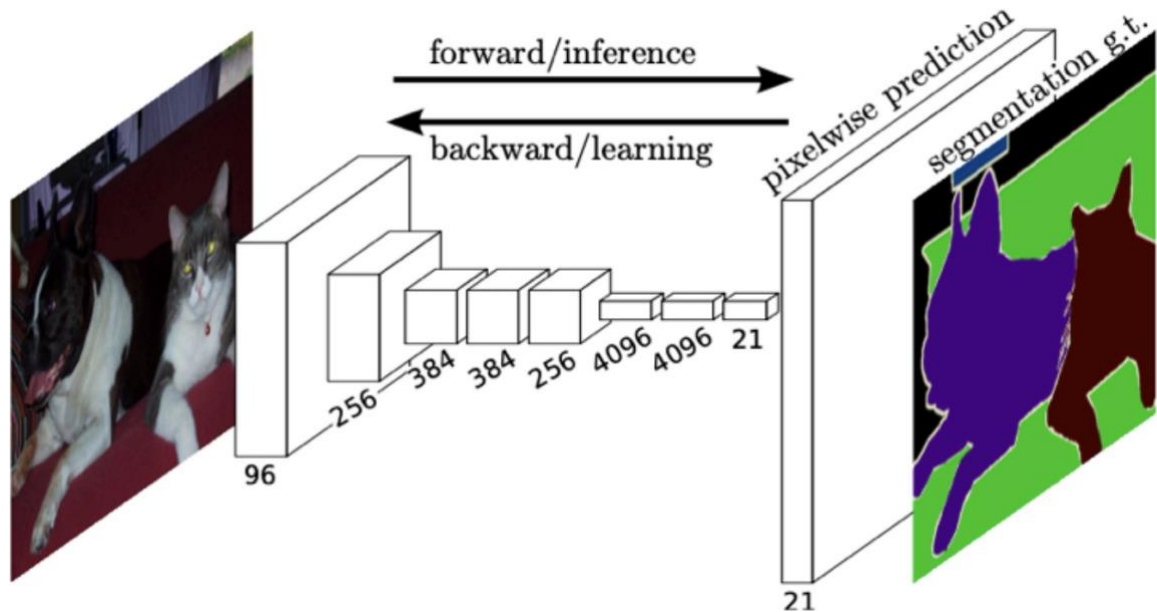 forward/inference
backward/learning
pixelwise prediction
segmentation g.t.
96
256
384
384
256
4096
4096
21
21